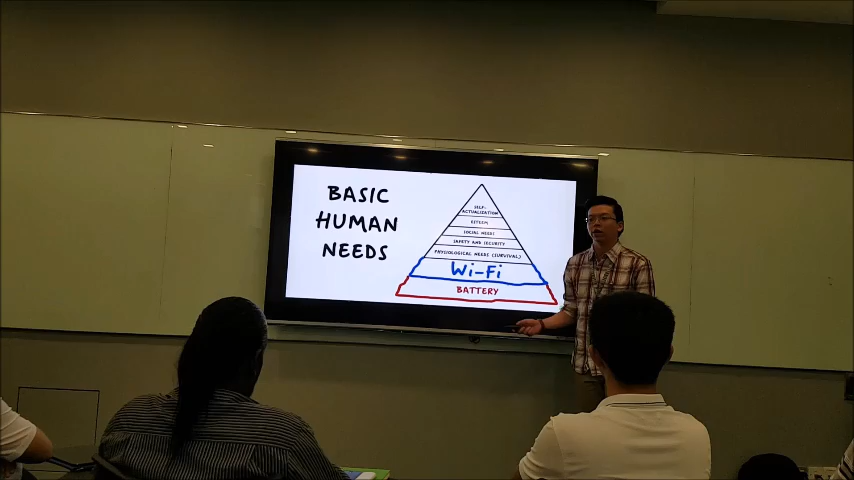 BASIC
HUMAN
NEEDS
SELF-
ACTUALIZATION
ESTEEM
SOCIAL NEEDS
SAFETY AND SECURITY
PHYSIOLOGICAL NEEDS (SURVIVAL)
Wi-Fi
BATTERY